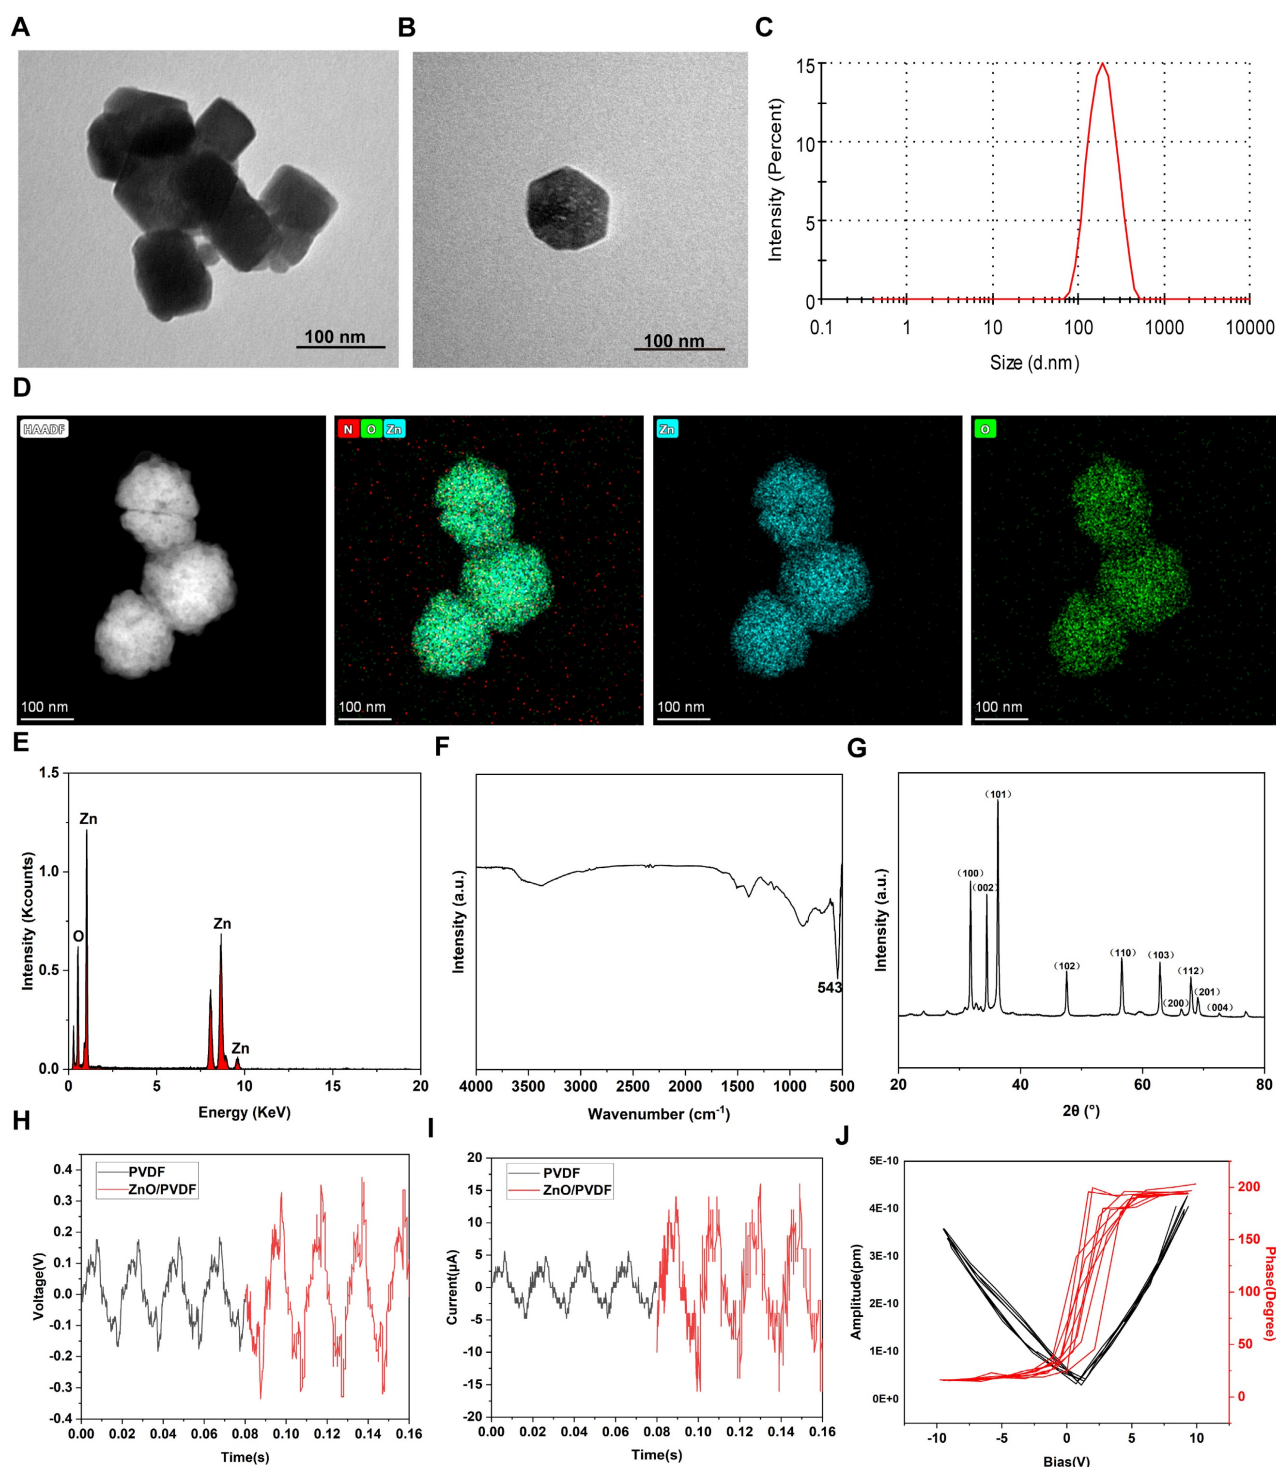 A
B
C
100 nm
100 nm
Intensity (Percent)
15
10
5
0
0.1 1 10 100 1000 10000
Size (d.nm)
D
HAADF
N O Zn
Zn
O
100 nm
100 nm
100 nm
100 nm
E
F
G
Intensity (Kcounts)
1.5
1.0
0.5
0.0
Zn
O
Zn
Zn
0 5 10 15 20
Energy (KeV)
Intensity (a.u.)
543
4000 3500 3000 2500 2000 1500 1000 500
Wavenumber (cm-1)
Intensity (a.u.)
(101)
(100)
(002)
(102)
(110)
(103)
(200)
(112)
(201)
(004)
20 40 60 80
2θ (°)
H
I
J
Voltage(V)
0.4
0.3
0.2
0.1
0.0
-0.1
-0.2
-0.3
-0.4
PVDF
ZnO/PVDF
0.00 0.02 0.04 0.06 0.08 0.10 0.12 0.14 0.16
Time(s)
Current(μA)
20
15
10
5
0
-5
-10
-15
-20
PVDF
ZnO/PVDF
0.00 0.02 0.04 0.06 0.08 0.10 0.12 0.14 0.16
Time(s)
Amplitude(pm)
5E-10
4E-10
3E-10
2E-10
1E-10
0E+0
-10 -5 0 5 10
Bias(V)
200
150
100
50
0
Phase(Degree)